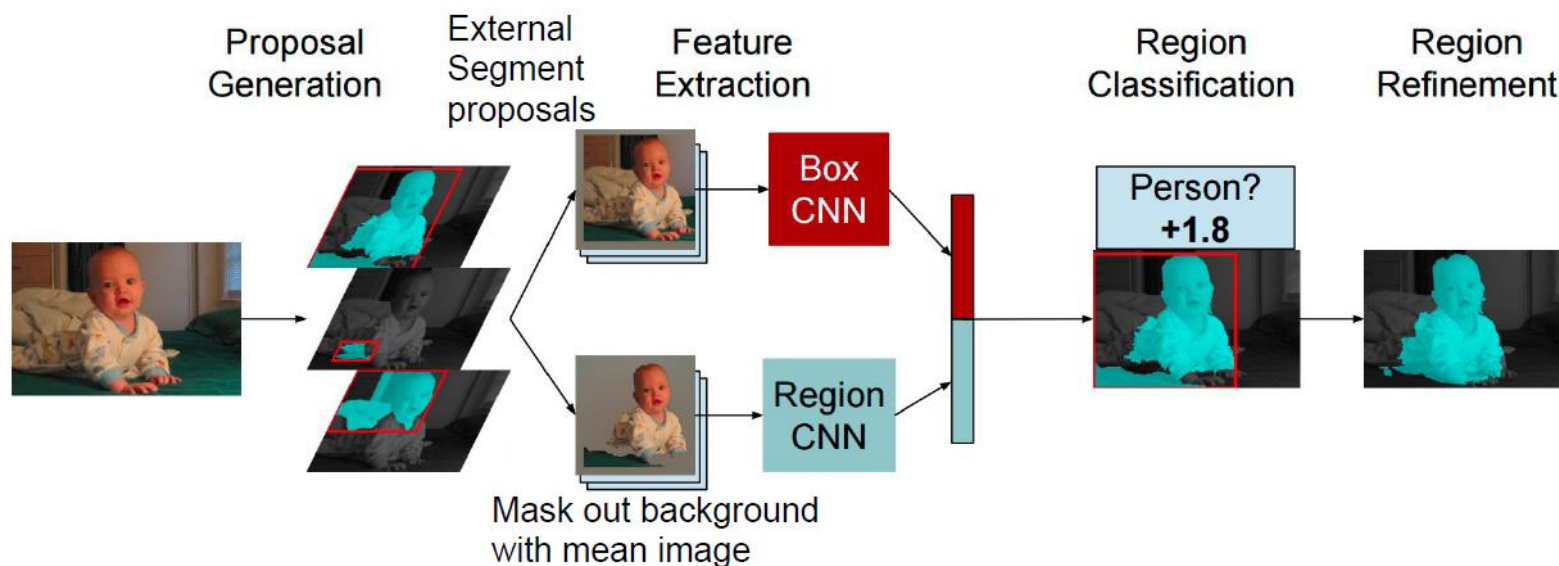 Proposal
Generation
External
Segment
proposals
Feature
Extraction
Region
Classification
Region
Refinement
Box
CNN
Person?
+1.8
Region
CNN
Mask out background
with mean image